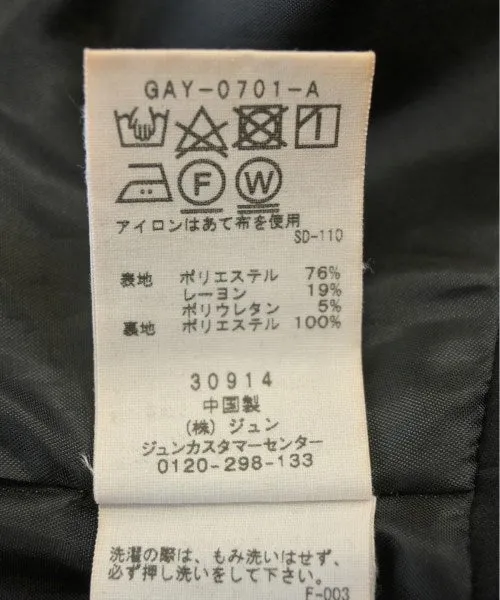 GAY-0701-A
F W
アイロンはあて布を使用
SD-110
表地 ポリエステル 76%
レーヨン 19%
ポリウレタン 5%
裏地 ポリエステル 100%
30914
中国製
(株) ジュン
ジュンカスタマーセンター
0120-298-133
洗濯の際は、もみ洗いはせず、
必ず押し洗いをして下さい。
F-003